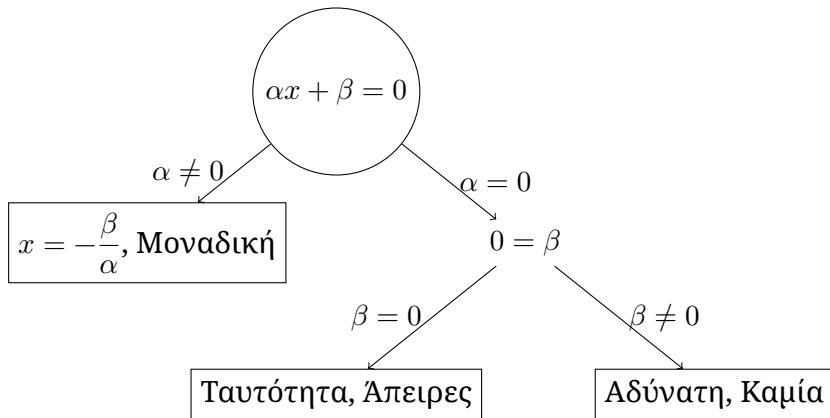 αx + β = 0
α ≠ 0
α = 0
x = −β/α, Μοναδική
0 = β
β = 0
β ≠ 0
Ταυτότητα, Άπειρες
Αδύνατη, Καμία